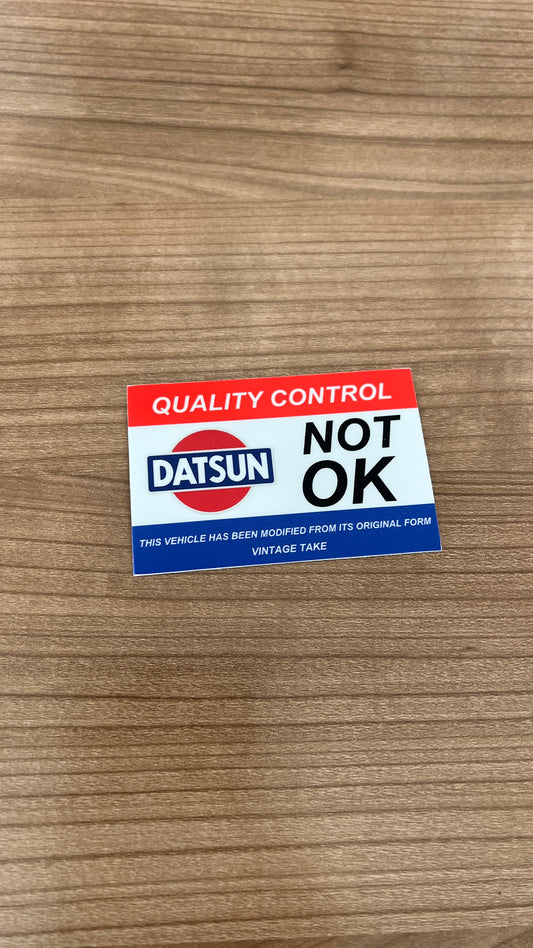 QUALITY CONTROL
DATSUN
NOT
OK
THIS VEHICLE HAS BEEN MODIFIED FROM ITS ORIGINAL FORM
VINTAGE TAKE